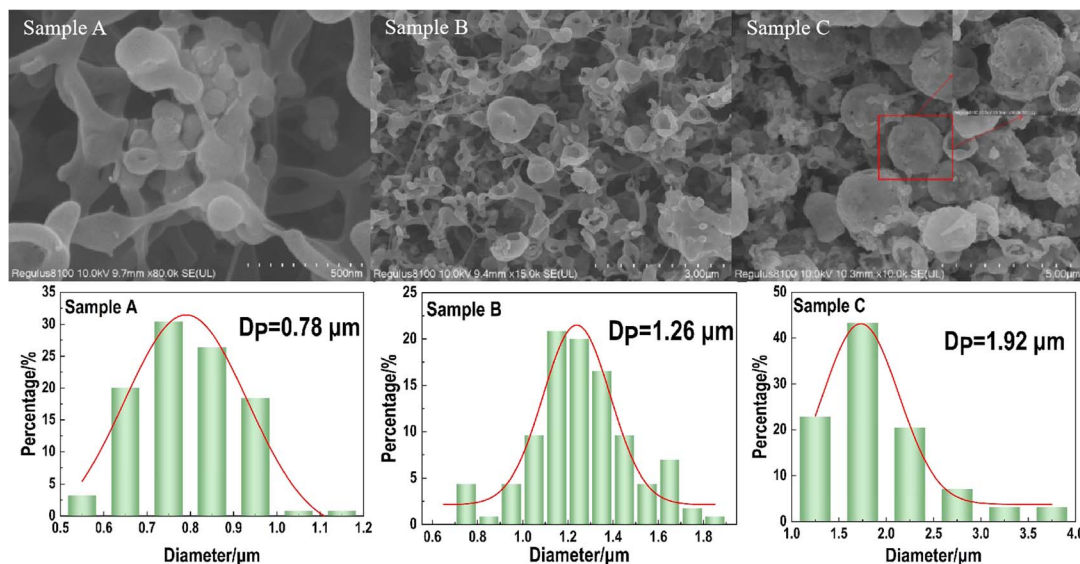 Sample A
Sample B
Sample C
Regulus8100 10.0kV 9.7mm x80.0k SE(UL)
500nm
Regulus8100 10.0kV 9.4mm x15.0k SE(UL)
3.00μm
Regulus8100 10.0kV 10.3mm x10.0k SE(UL)
5.00μm
Sample A
DP=0.78 μm
Percentage/%
35
30
25
20
15
10
5
0
0.5 0.6 0.7 0.8 0.9 1.0 1.1 1.2
Diameter/μm
Sample B
DP=1.26 μm
Percentage/%
25
20
15
10
5
0
0.6 0.8 1.0 1.2 1.4 1.6 1.8
Diameter/μm
Sample C
DP=1.92 μm
Percentage/%
50
40
30
20
10
0
1.0 1.5 2.0 2.5 3.0 3.5 4.0
Diameter/μm